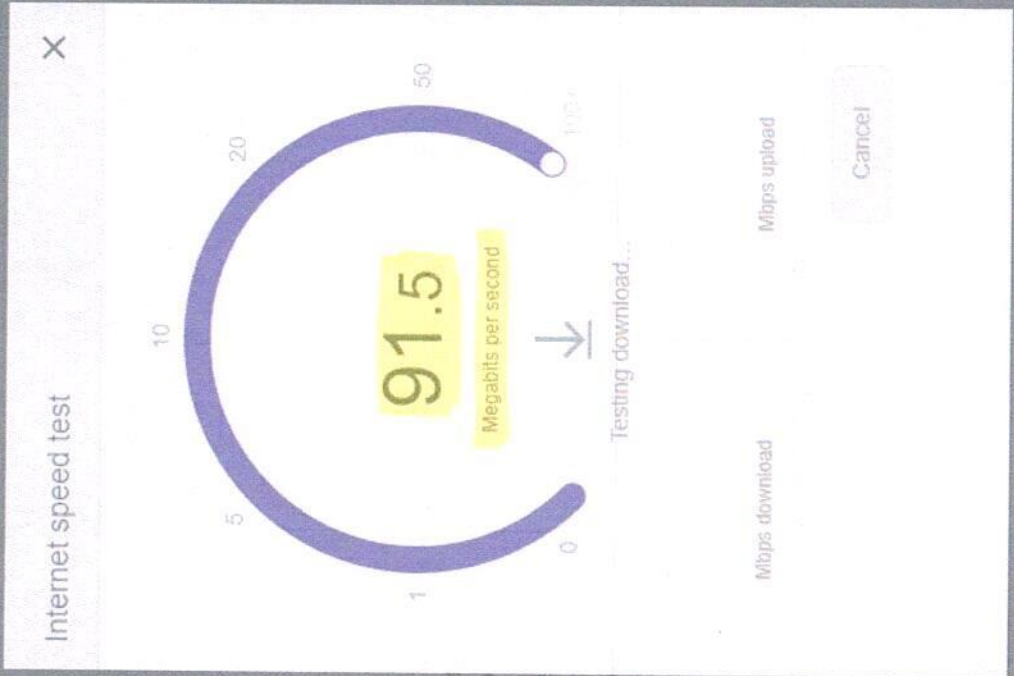 Internet speed test
10
5
20
1
50
0
100+
91.5
Megabits per second
Testing download...
Mbps download
Mbps upload
Cancel